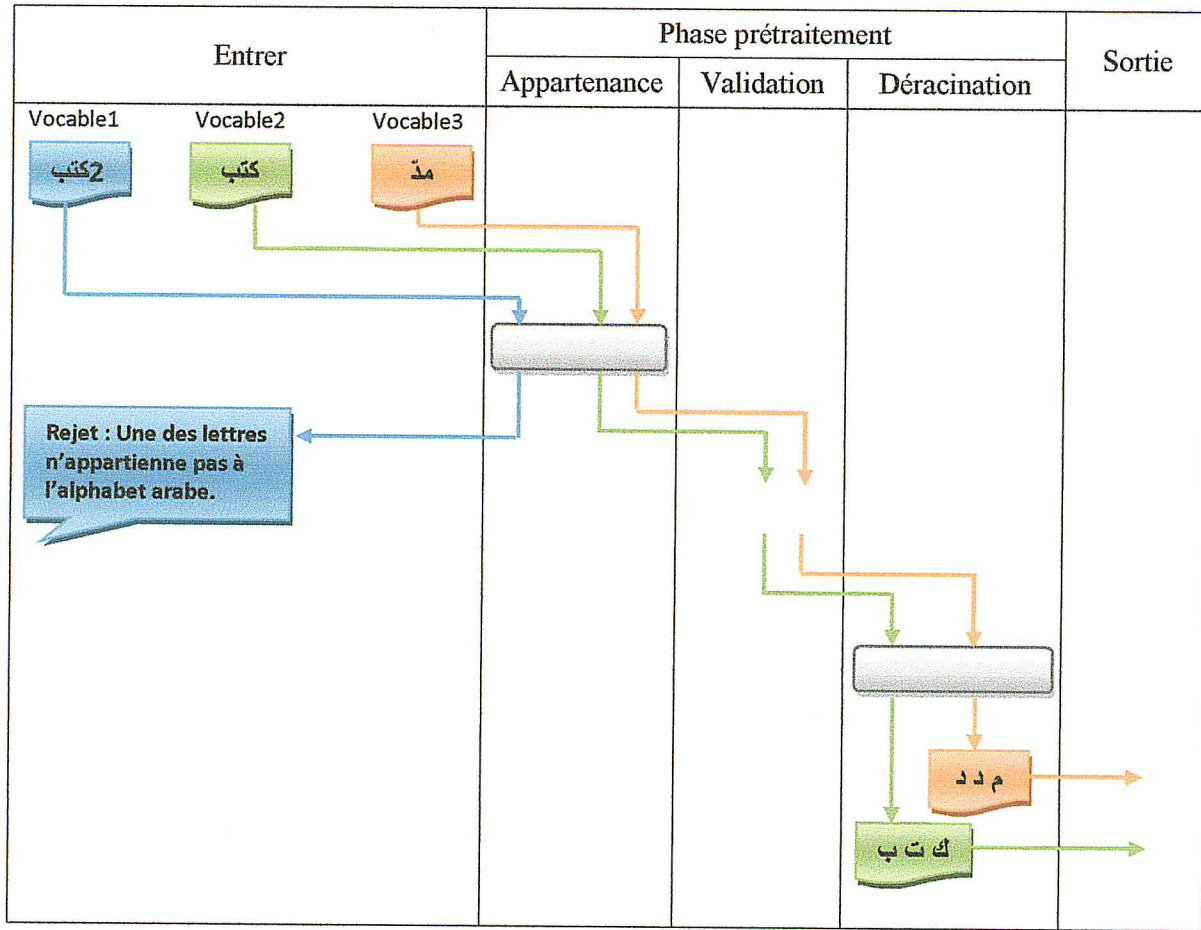 Entrer
Phase prétraitement
Sortie
Appartenance
Validation
Déracination
Vocable1
Vocable2
Vocable3
2كتب
كتب
مدّ
Rejet : Une des lettres
n'appartienne pas à
l'alphabet arabe.
م د د
ك ت ب